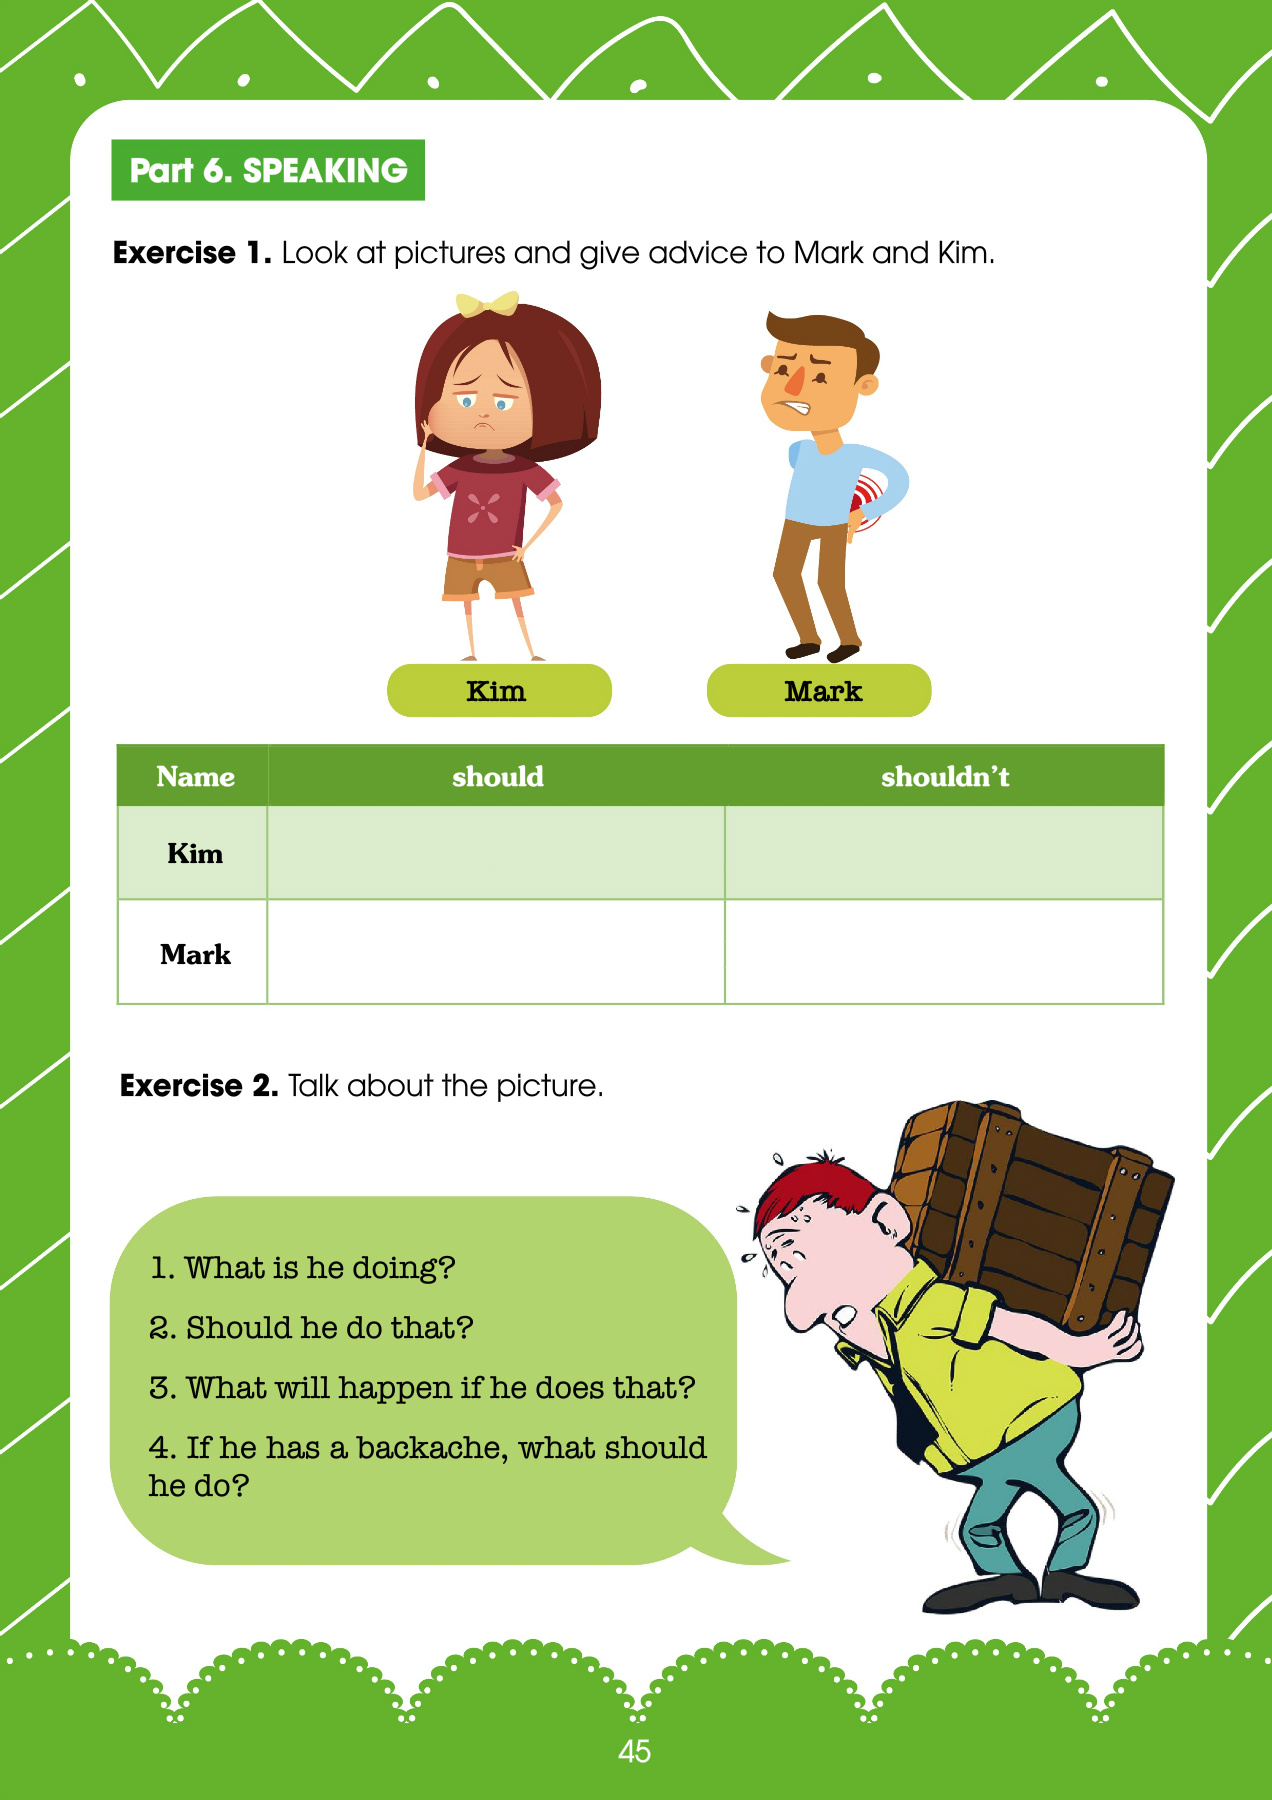 Part 6. SPEAKING
Exercise 1. Look at pictures and give advice to Mark and Kim.
Kim
Mark
Name should shouldn't
Kim
Mark
Exercise 2. Talk about the picture.
1. What is he doing?
2. Should he do that?
3. What will happen if he does that?
4. If he has a backache, what should
he do?
45